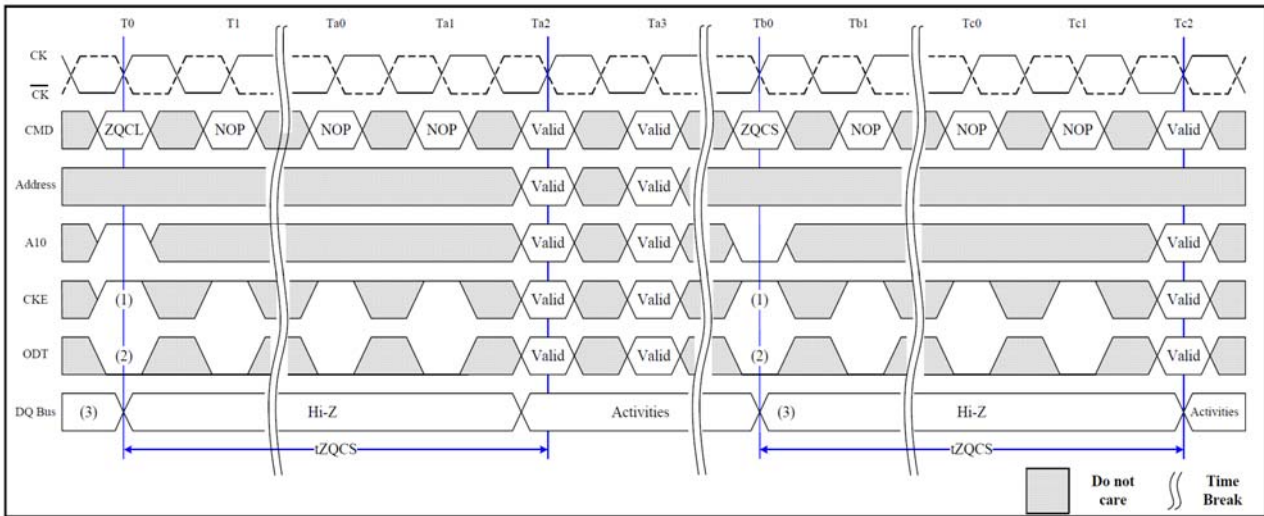 T0 T1 Ta0 Ta1 Ta2 Ta3 Tb0 Tb1 Tc0 Tc1 Tc2
CK
CK
CMD ZQCL NOP NOP NOP Valid Valid ZQCS NOP NOP NOP Valid
Address Valid Valid
A10 Valid Valid Valid
CKE (1) Valid Valid (1) Valid
ODT (2) Valid Valid (2) Valid
DQ Bus (3) Hi-Z Activities (3) Hi-Z Activities
tZQCS tZQCS
Do not care
Time Break